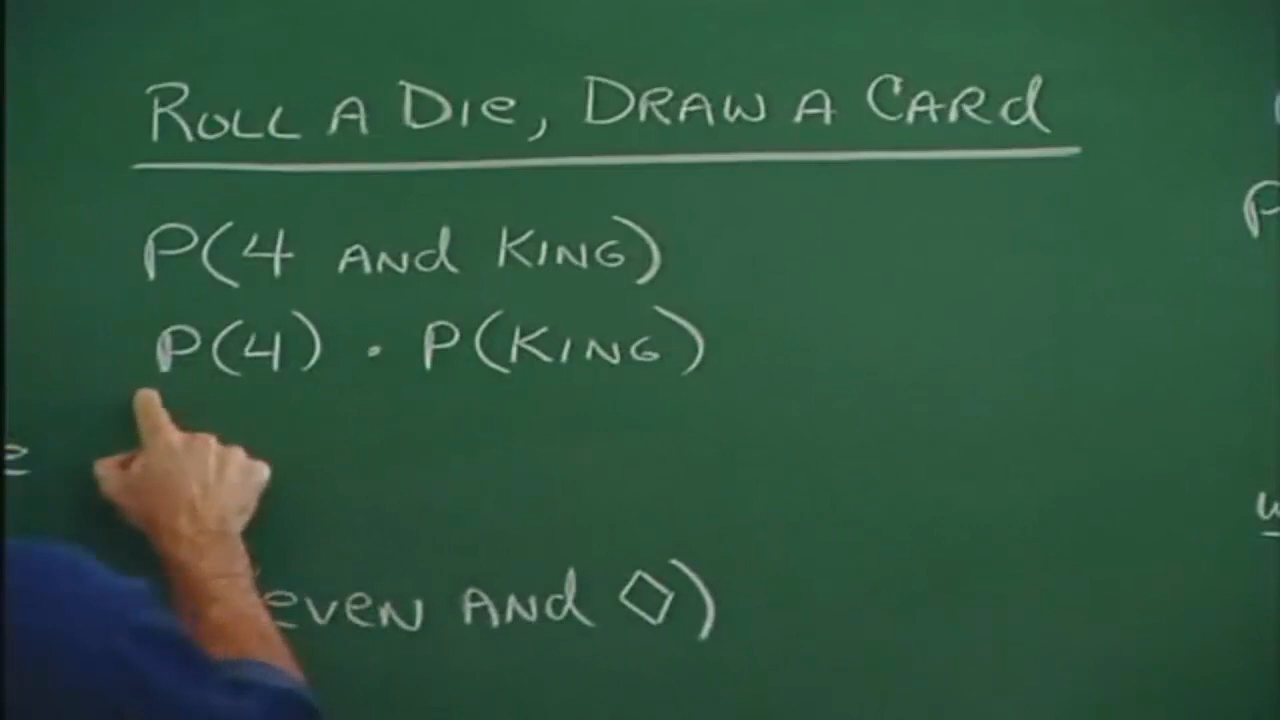 ROLL A DIE, DRAW A CARD
P(4 AND KING)
P(4) · P(KING)
even AND ◇)